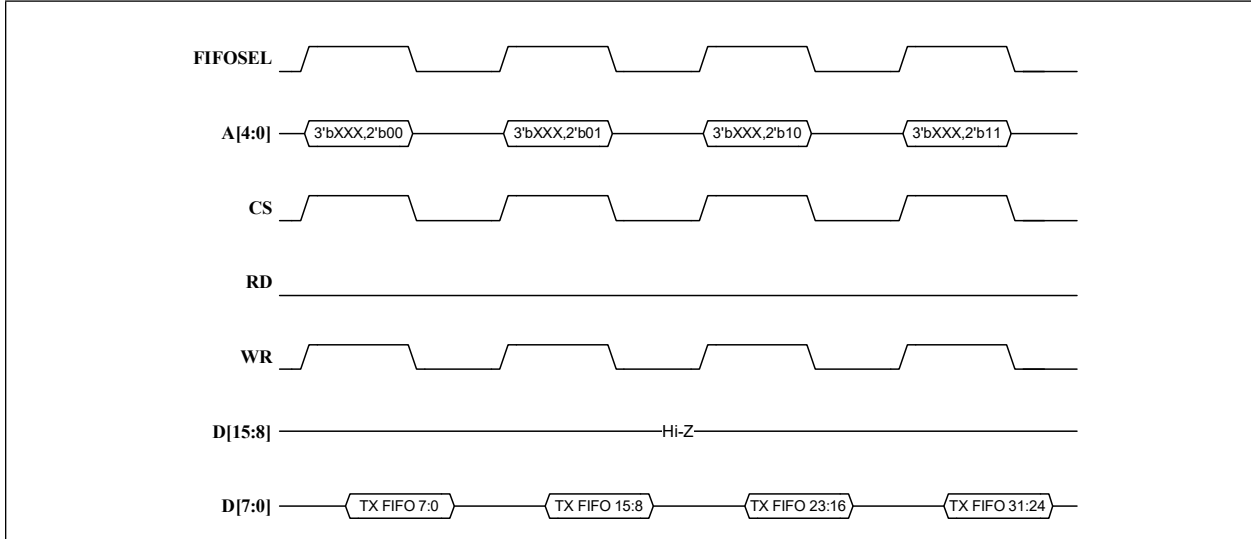 FIFOSEL
A[4:0] 3'bXXX,2'b00 3'bXXX,2'b01 3'bXXX,2'b10 3'bXXX,2'b11
CS
RD
WR
D[15:8] Hi-Z
D[7:0] TX FIFO 7:0 TX FIFO 15:8 TX FIFO 23:16 TX FIFO 31:24